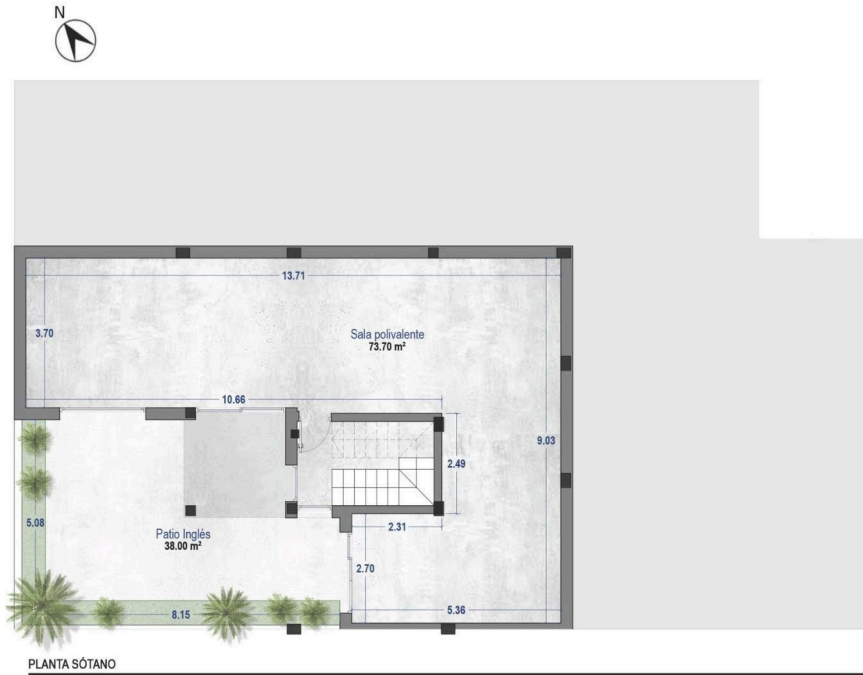 N
13.71
3.70
Sala polivalente
73.70 m²
10.66
9.03
2.49
5.08
2.31
Patio Inglés
38.00 m²
2.70
8.15
5.36
PLANTA SÓTANO